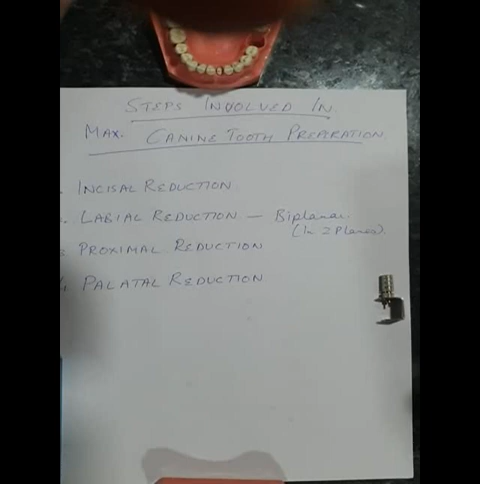 STEPS INVOLVED IN
MAX. CANINE TOOTH PREPARATION
INCISAL REDUCTION
LABIAL REDUCTION — Biplanar
(In 2 Planes).
PROXIMAL REDUCTION
PALATAL REDUCTION